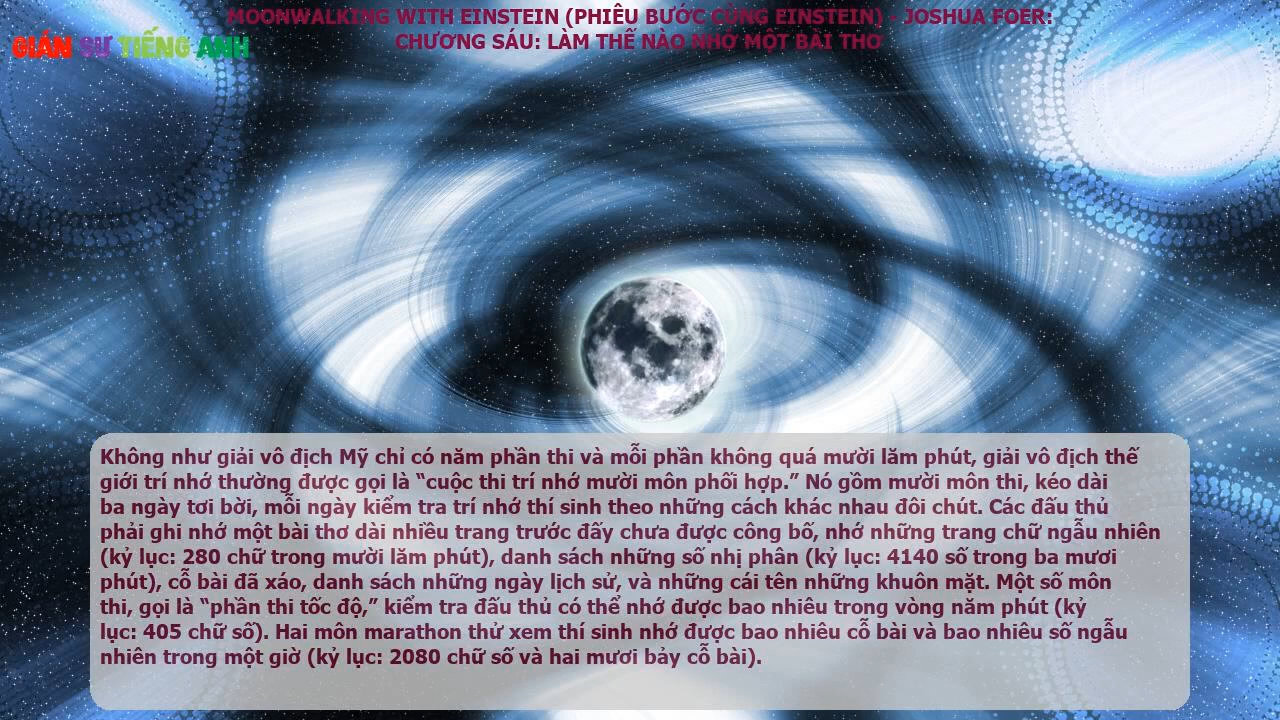 MOONWALKING WITH EINSTEIN (PHIÊU BƯỚC CÙNG EINSTEIN) - JOSHUA FOER:
CHƯƠNG SÁU: LÀM THẾ NÀO NHỚ MỘT BÀI THƠ
GIÁN SỨ TIẾNG ANH
Không như giải vô địch Mỹ chỉ có năm phần thi và mỗi phần không quá mười lăm phút, giải vô địch thế
giới trí nhớ thường được gọi là “cuộc thi trí nhớ mười môn phối hợp.” Nó gồm mười môn thi, kéo dài
ba ngày tơi bời, mỗi ngày kiểm tra trí nhớ thí sinh theo những cách khác nhau đôi chút. Các đấu thủ
phải ghi nhớ một bài thơ dài nhiều trang trước đấy chưa được công bố, nhớ những trang chữ ngẫu nhiên
(kỷ lục: 280 chữ trong mười lăm phút), danh sách những số nhị phân (kỷ lục: 4140 số trong ba mươi
phút), cỗ bài đã xáo, danh sách những ngày lịch sử, và những cái tên những khuôn mặt. Một số môn
thi, gọi là “phần thi tốc độ,” kiểm tra đấu thủ có thể nhớ được bao nhiêu trong vòng năm phút (kỷ
lục: 405 chữ số). Hai môn marathon thử xem thí sinh nhớ được bao nhiêu cỗ bài và bao nhiêu số ngẫu
nhiên trong một giờ (kỷ lục: 2080 chữ số và hai mươi bảy cỗ bài).